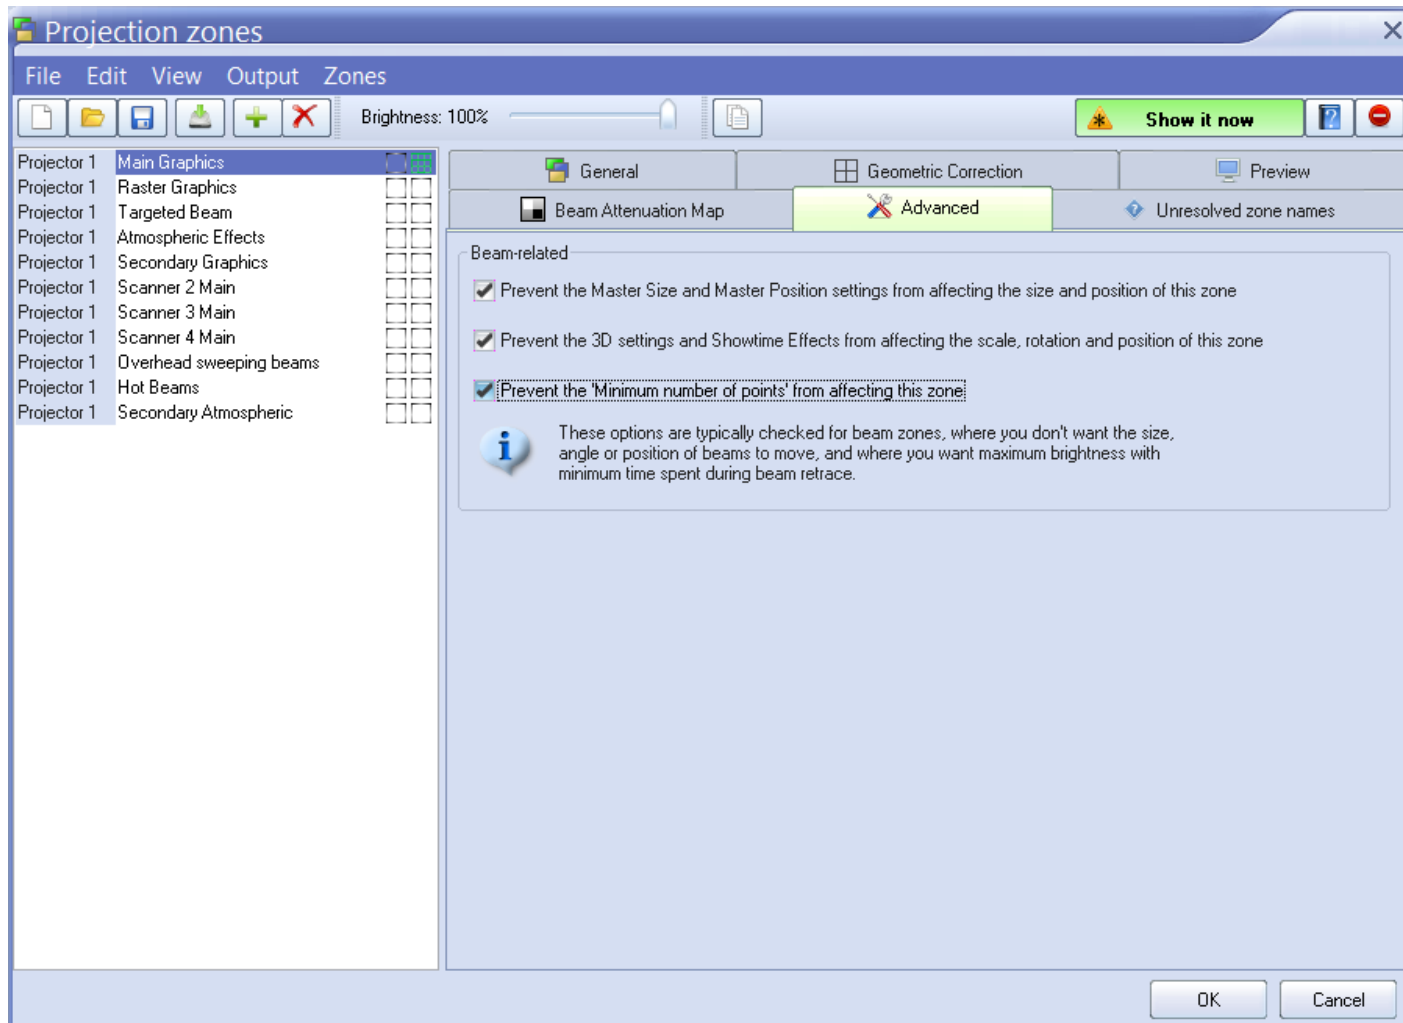 Projection zones
File Edit View Output Zones
Brightness: 100%
Show it now
Projector 1 Main Graphics
Projector 1 Raster Graphics
Projector 1 Targeted Beam
Projector 1 Atmospheric Effects
Projector 1 Secondary Graphics
Projector 1 Scanner 2 Main
Projector 1 Scanner 3 Main
Projector 1 Scanner 4 Main
Projector 1 Overhead sweeping beams
Projector 1 Hot Beams
Projector 1 Secondary Atmospheric
General Geometric Correction Preview
Beam Attenuation Map Advanced Unresolved zone names
Beam-related
Prevent the Master Size and Master Position settings from affecting the size and position of this zone
Prevent the 3D settings and Showtime Effects from affecting the scale, rotation and position of this zone
Prevent the 'Minimum number of points' from affecting this zone
These options are typically checked for beam zones, where you don't want the size,
angle or position of beams to move, and where you want maximum brightness with
minimum time spent during beam retrace.
OK Cancel